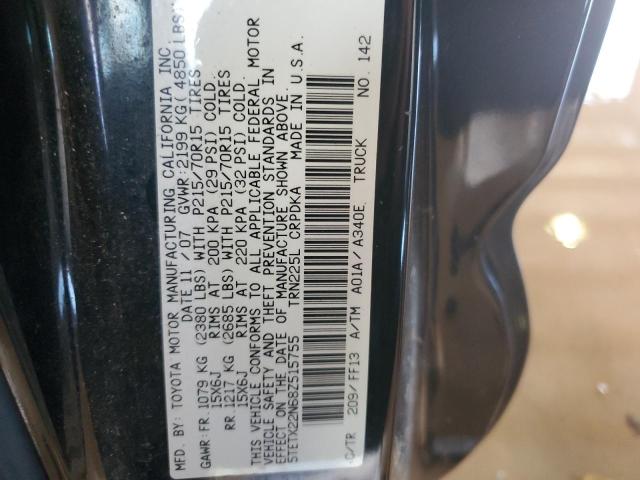 MFD. BY: TOYOTA MOTOR MANUFACTURING CALIFORNIA INC.
DATE 11/07 GVWR:2199 KG(4850 LBS)
GAWR:FR.1079 KG (2380 LBS) WITH P215/70R15 TIRES
15X6J RIMS AT 200 KPA (29 PSI) COLD
RR.1217 KG (2685 LBS) WITH P215/70R15 TIRES
15X6J RIMS AT 220 KPA (32 PSI) COLD.
THIS VEHICLE CONFORMS TO ALL APPLICABLE FEDERAL MOTOR
VEHICLE SAFETY AND THEFT PREVENTION STANDARDS IN
EFFECT ON THE DATE OF MANUFACTURE SHOWN ABOVE.
5TETX22N68Z515755 TRN225L CRPDKA MADE IN U.S.A.
C/TR 209/FF13 A/TM A01A/A340E TRUCK NO. 142